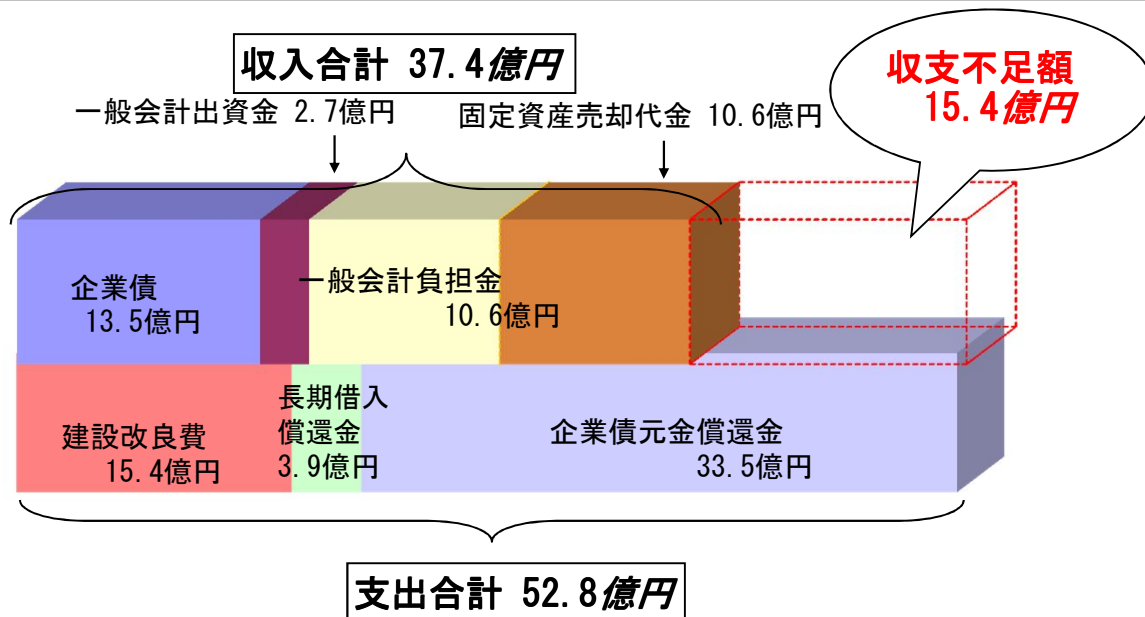 収入合計 37.4億円
収支不足額
15.4億円
一般会計出資金 2.7億円
固定資産売却代金 10.6億円
企業債
13.5億円
一般会計負担金
10.6億円
建設改良費
15.4億円
長期借入
償還金
3.9億円
企業債元金償還金
33.5億円
支出合計 52.8億円